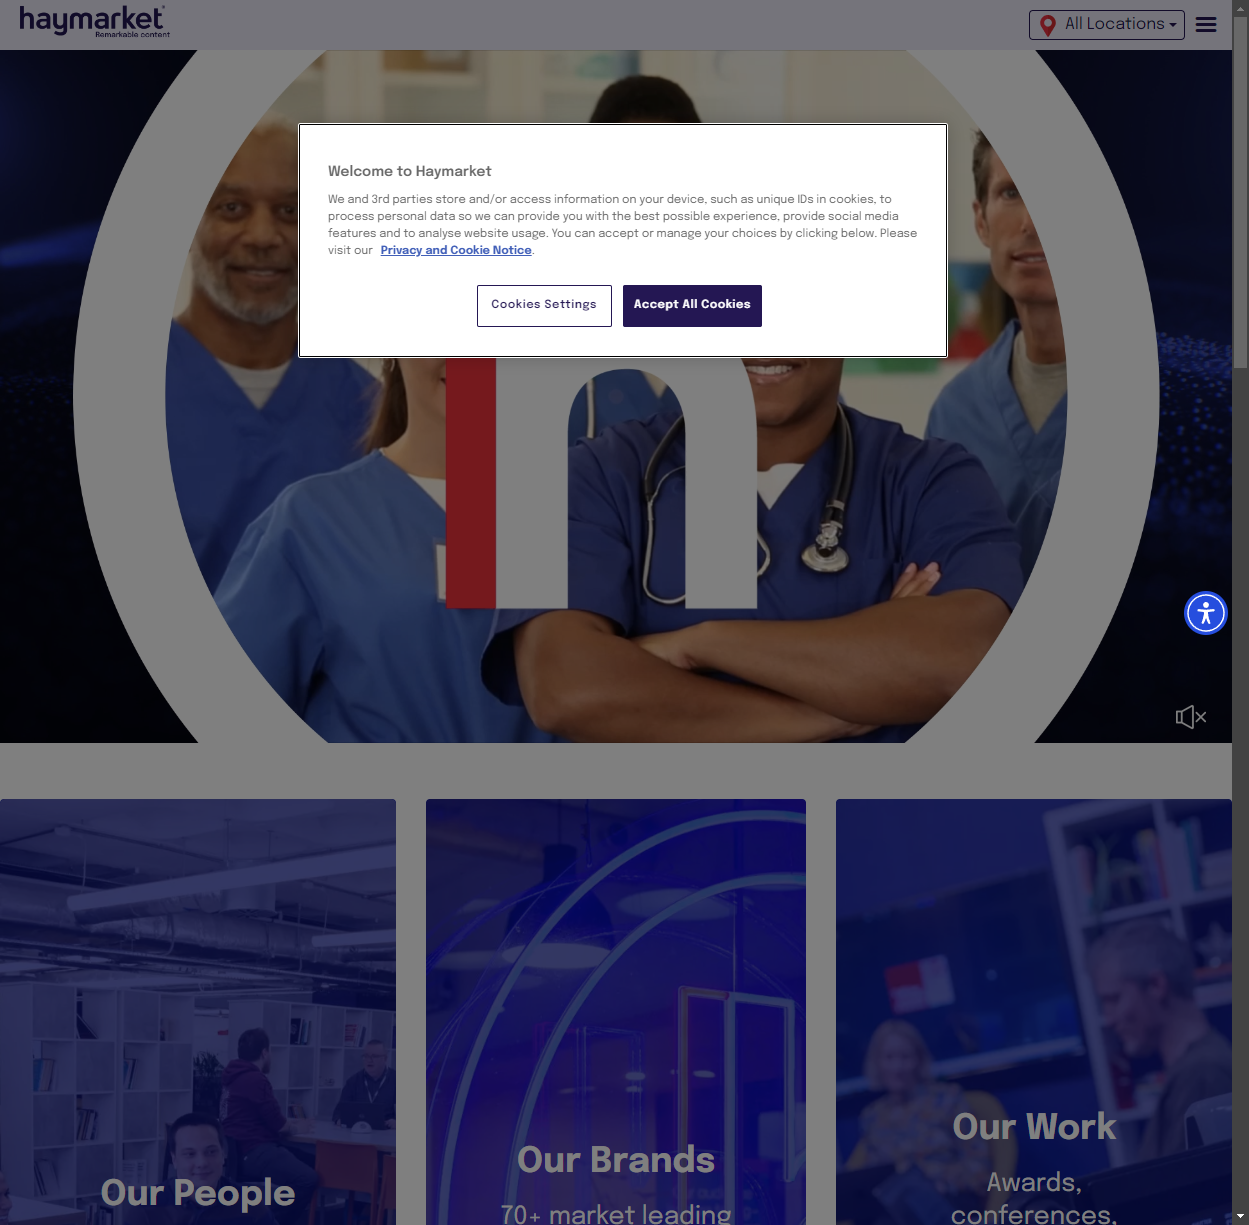 haymarket
Remarkable content
All Locations
Welcome to Haymarket
We and 3rd parties store and/or access information on your device, such as unique IDs in cookies, to
process personal data so we can provide you with the best possible experience, provide social media
features and to analyse website usage. You can accept or manage your choices by clicking below. Please
visit our Privacy and Cookie Notice.
Cookies Settings
Accept All Cookies
h
Our People
Our Brands
70+ market leading
Our Work
Awards,
conferences,